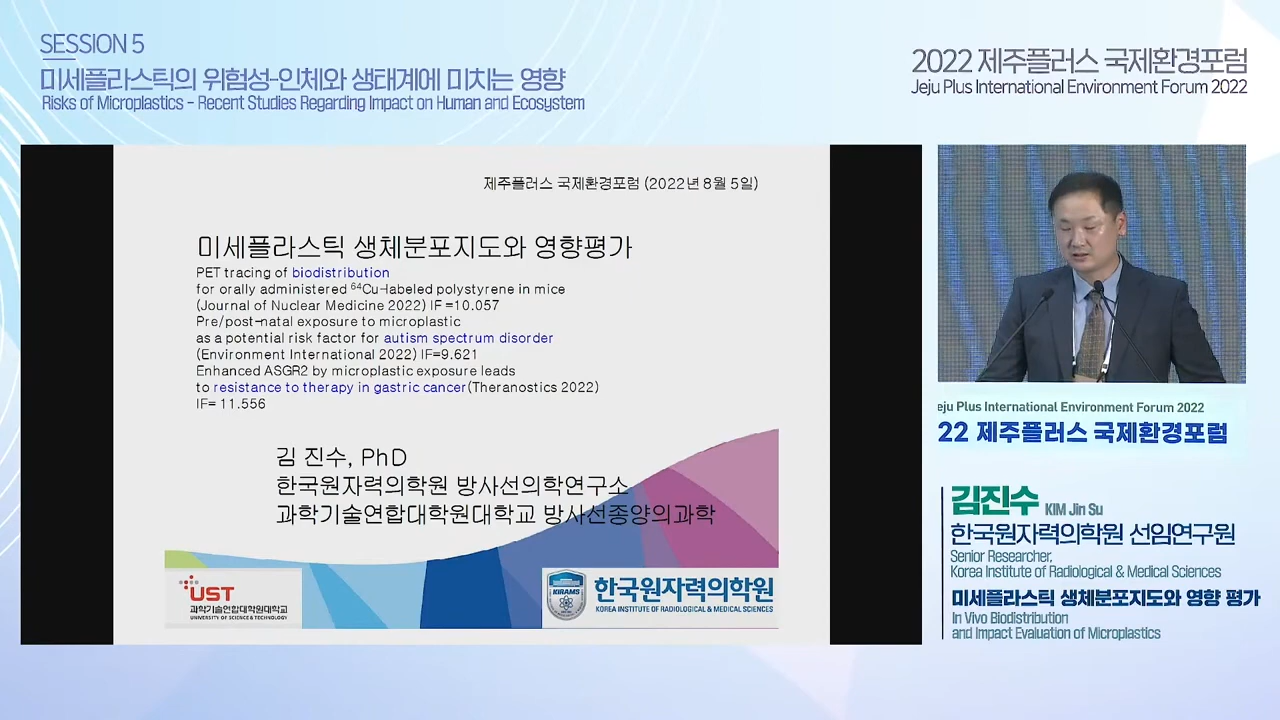 SESSION 5
미세플라스틱의 위험성-인체와 생태계에 미치는 영향
Risks of Microplastics - Recent Studies Regarding Impact on Human and Ecosystem
2022 제주플러스 국제환경포럼
Jeju Plus International Environment Forum 2022
제주플러스 국제환경포럼 (2022년 8월 5일)
미세플라스틱 생체분포지도와 영향평가
PET tracing of biodistribution
for orally administered ⁶⁴Cu-labeled polystyrene in mice
(Journal of Nuclear Medicine 2022) IF =10.057
Pre/post-natal exposure to microplastic
as a potential risk factor for autism spectrum disorder
(Environment International 2022) IF=9.621
Enhanced ASGR2 by microplastic exposure leads
to resistance to therapy in gastric cancer(Theranostics 2022)
IF= 11.556
김 진수, PhD
한국원자력의학원 방사선의학연구소
과학기술연합대학원대학교 방사선종양의과학
UST
과학기술연합대학원대학교
UNIVERSITY OF SCIENCE & TECHNOLOGY
KIRAMS
한국원자력의학원
KOREA INSTITUTE OF RADIOLOGICAL & MEDICAL SCIENCES
eju Plus International Environment Forum 2022
22 제주플러스 국제환경포럼
김진수 KIM Jin Su
한국원자력의학원 선임연구원
Senior Researcher,
Korea Institute of Radiological & Medical Sciences
미세플라스틱 생체분포지도와 영향 평가
In Vivo Biodistribution
and Impact Evaluation of Microplastics